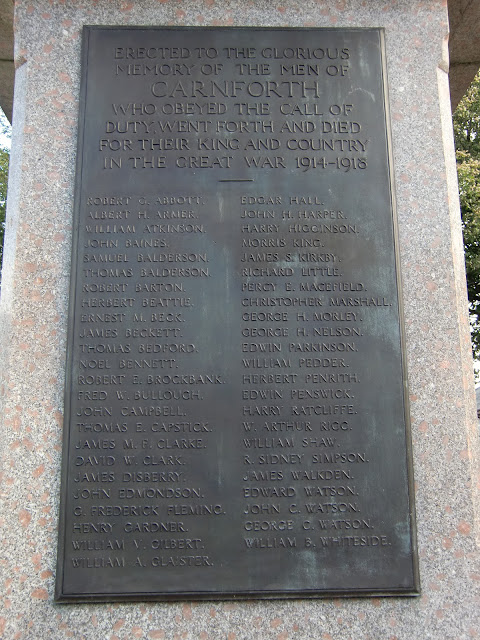 ERECTED TO THE GLORIOUS
MEMORY OF THE MEN OF
CARNFORTH
WHO OBEYED THE CALL OF
DUTY, WENT FORTH AND DIED
FOR THEIR KING AND COUNTRY
IN THE GREAT WAR 1914-1918
ROBERT G. ABBOTT.
ALBERT H. ARMER.
WILLIAM ATKINSON.
JOHN BAINES.
SAMUEL BALDERSON.
THOMAS BALDERSON.
ROBERT BARTON.
HERBERT BEATTIE.
ERNEST M. BECK.
JAMES BECKETT.
THOMAS BEDFORD.
NOEL BENNETT.
ROBERT E. BROCKBANK.
FRED W. BULLOUGH.
JOHN CAMPBELL.
THOMAS E. CAPSTICK.
JAMES M. F. CLARKE.
DAVID W. CLARK.
JAMES DISBERRY.
JOHN EDMONDSON.
G. FREDERICK FLEMING.
HENRY GARDNER.
WILLIAM V. GILBERT.
WILLIAM A. GLAISTER.
EDGAR HALL.
JOHN H. HARPER.
HARRY HIGGINSON.
MORRIS KING.
JAMES S. KIRKBY.
RICHARD LITTLE.
PERCY E. MACEFIELD.
CHRISTOPHER MARSHALL.
GEORGE H. MORLEY.
GEORGE H. NELSON.
EDWIN PARKINSON.
WILLIAM PEDDER.
HERBERT PENRITH.
EDWIN PENSWICK.
HARRY RATCLIFFE.
W. ARTHUR RIGG.
WILLIAM SHAW.
R. SIDNEY SIMPSON.
JAMES WALKDEN.
EDWARD WATSON.
JOHN C. WATSON.
GEORGE C. WATSON.
WILLIAM B. WHITESIDE.